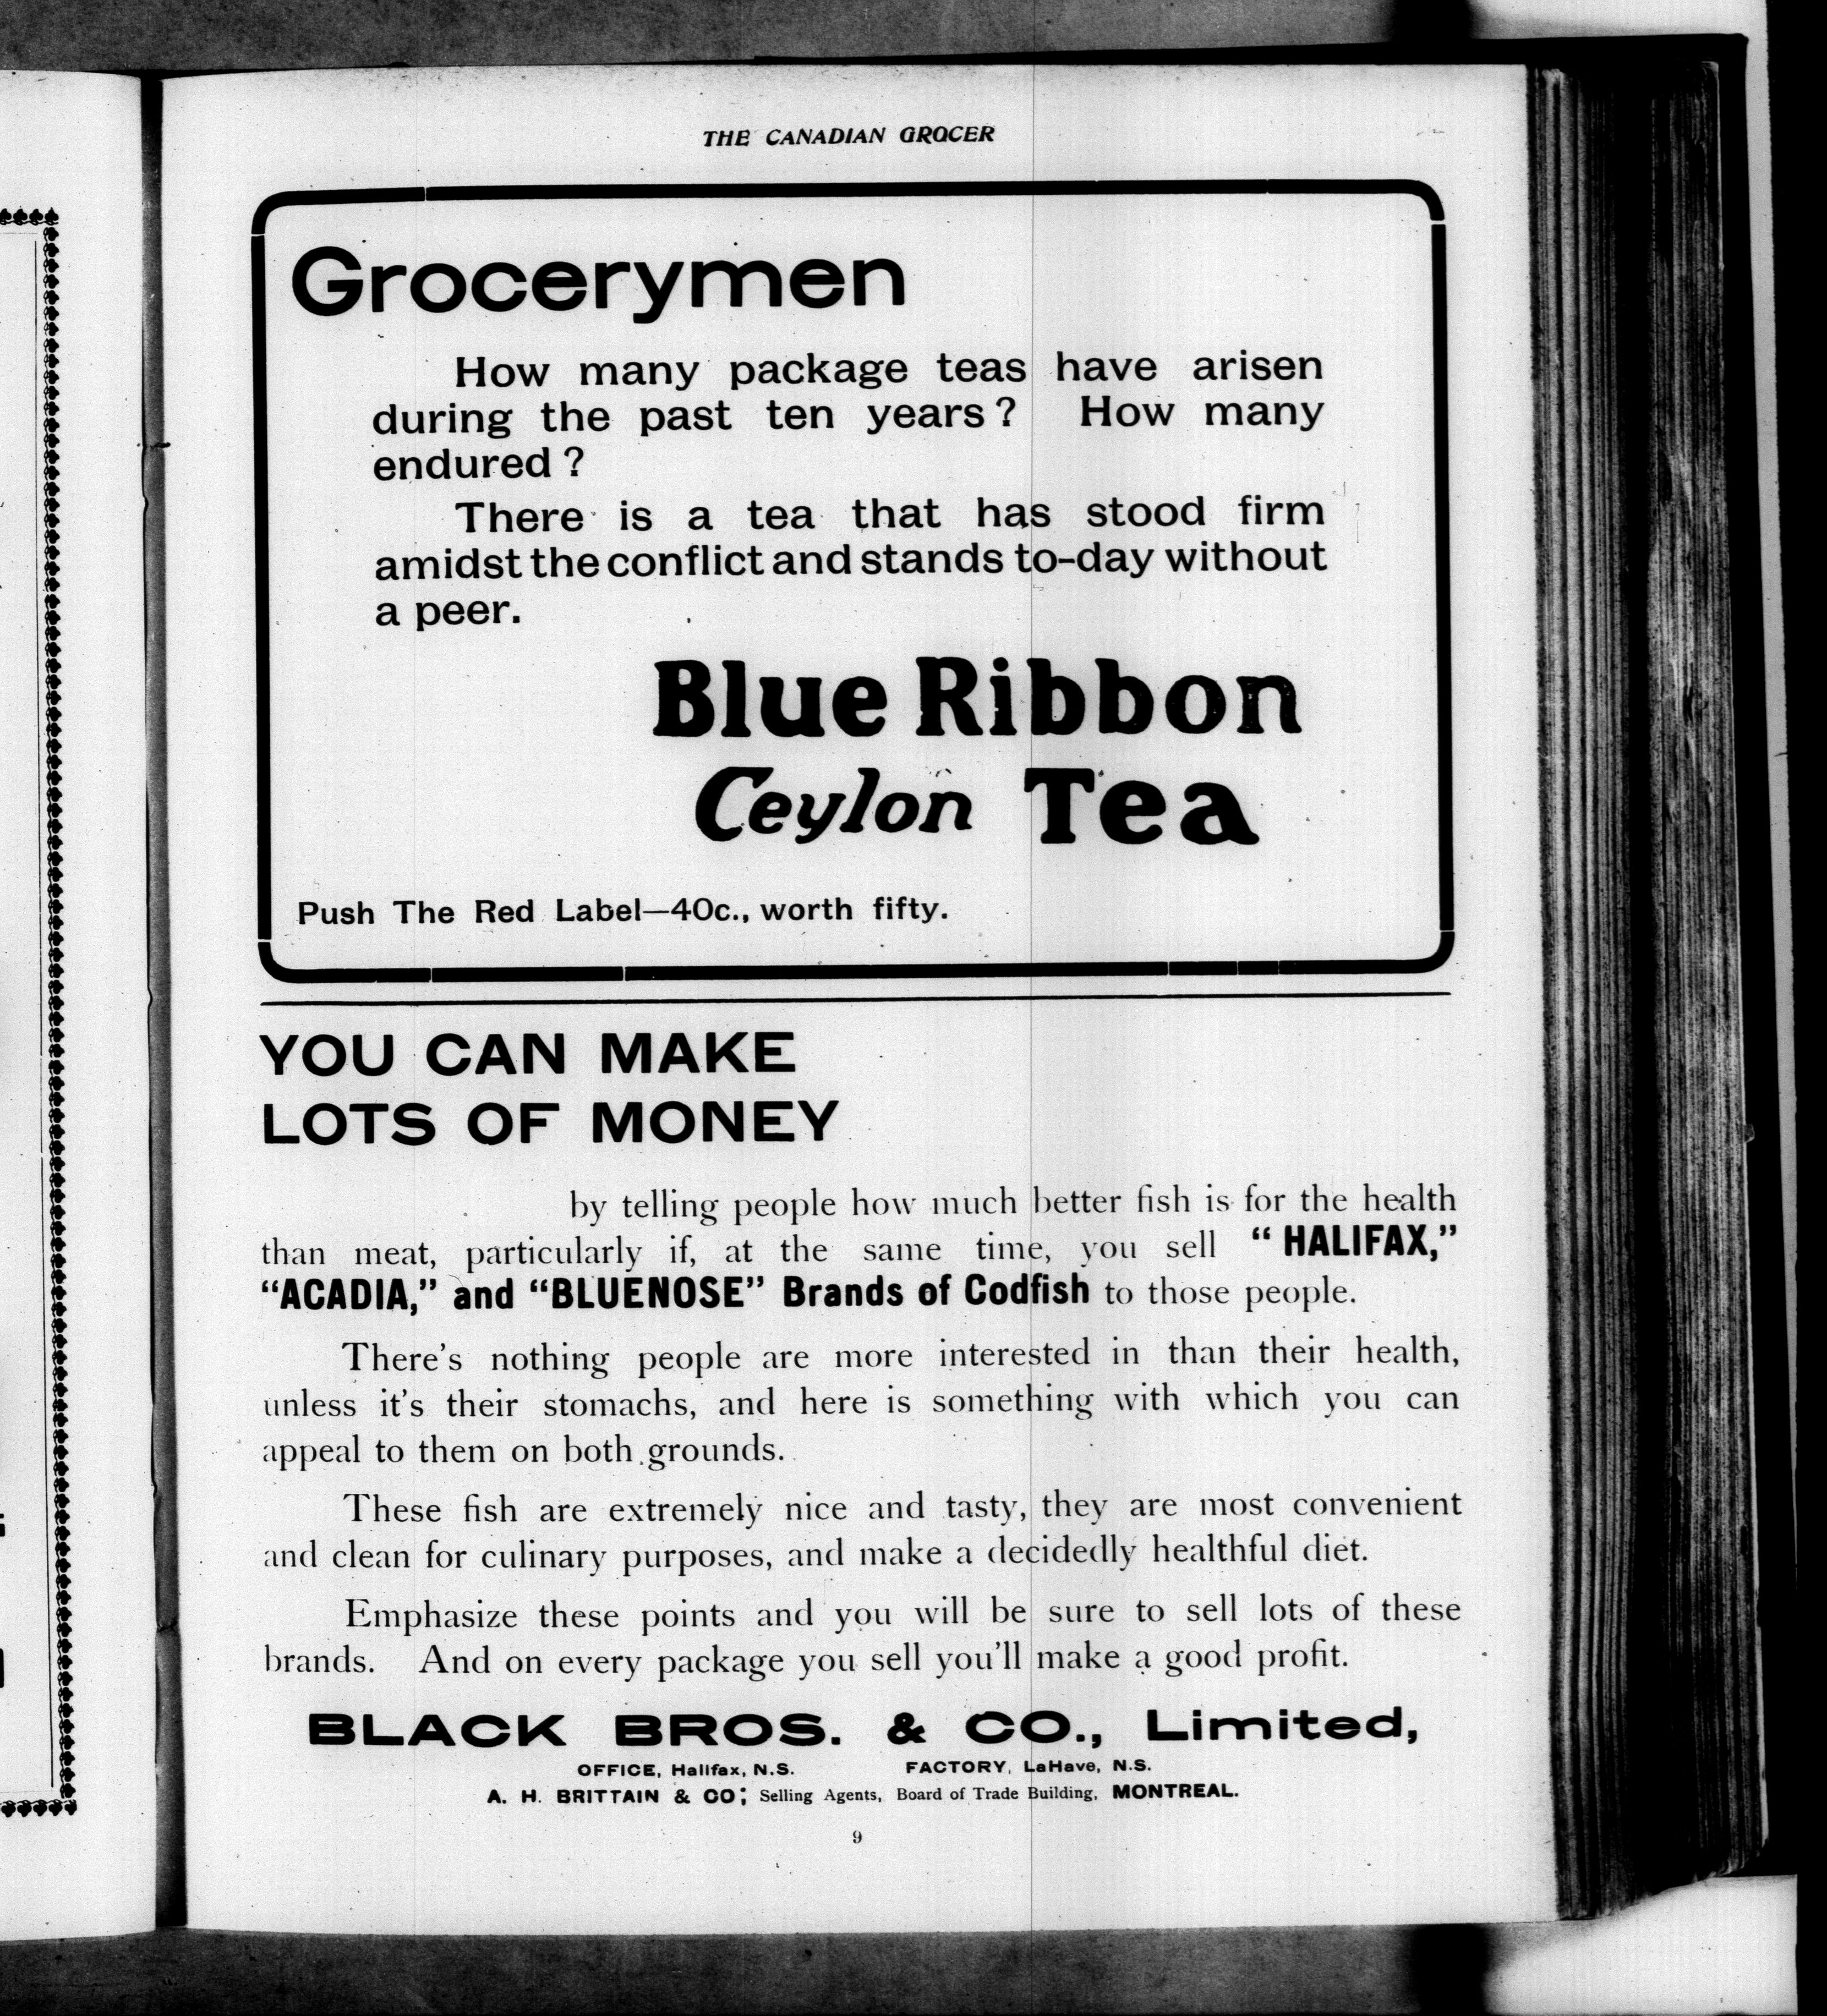 THE CANADIAN GROCER
Grocerymen
How many package teas have arisen
during the past ten years? How many
endured?
There is a tea that has stood firm
amidst the conflict and stands to-day without
a peer.
Blue Ribbon
Ceylon Tea
Push The Red Label—40c., worth fifty.
YOU CAN MAKE
LOTS OF MONEY
by telling people how much better fish is for the health
than meat, particularly if, at the same time, you sell "HALIFAX,"
"ACADIA," and "BLUENOSE" Brands of Codfish to those people.
There's nothing people are more interested in than their health,
unless it's their stomachs, and here is something with which you can
appeal to them on both grounds.
These fish are extremely nice and tasty, they are most convenient
and clean for culinary purposes, and make a decidedly healthful diet.
Emphasize these points and you will be sure to sell lots of these
brands. And on every package you sell you'll make a good profit.
BLACK BROS. & CO., Limited,
OFFICE, Halifax, N.S. FACTORY, LaHave, N.S.
A. H. BRITTAIN & CO; Selling Agents, Board of Trade Building, MONTREAL.
9